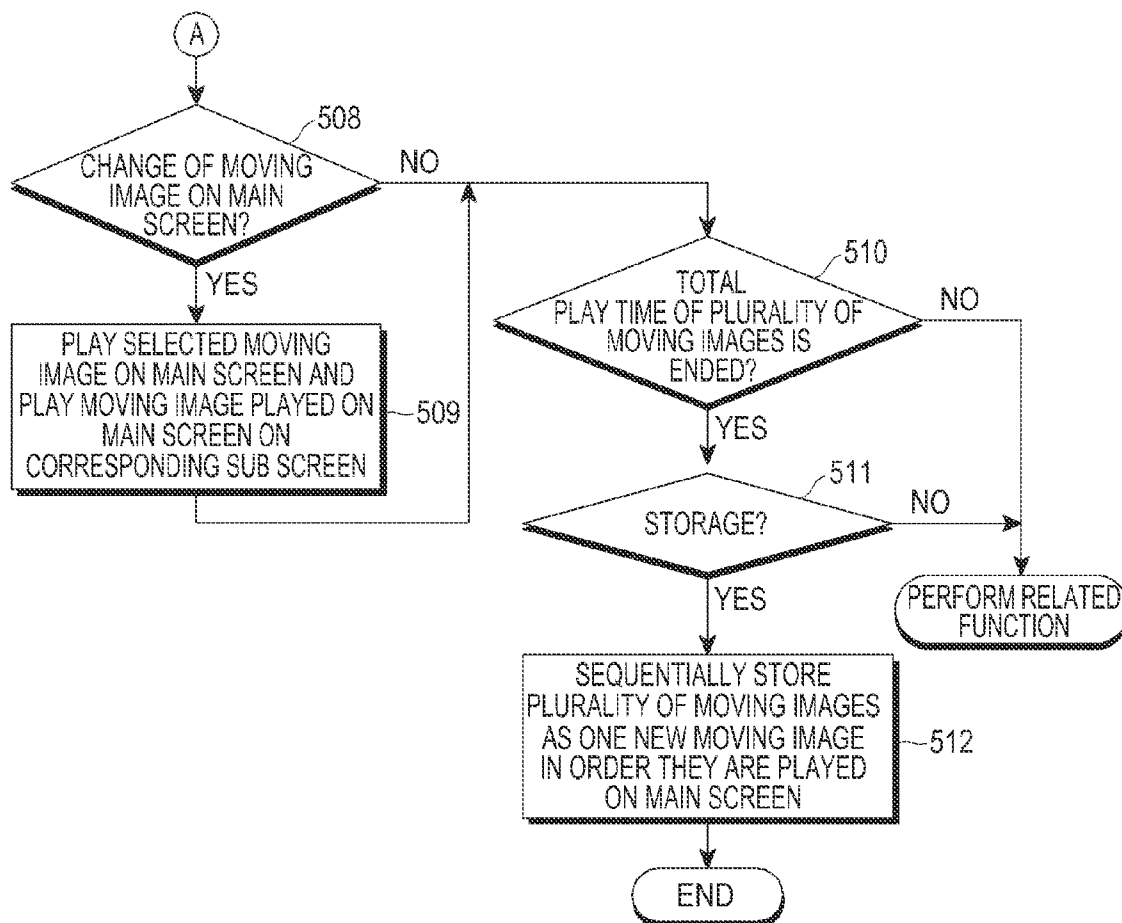 A
508
CHANGE OF MOVING
IMAGE ON MAIN
SCREEN?
NO
YES
PLAY SELECTED MOVING
IMAGE ON MAIN SCREEN AND
PLAY MOVING IMAGE PLAYED ON
MAIN SCREEN ON
CORRESPONDING SUB SCREEN
509
510
TOTAL
PLAY TIME OF PLURALITY OF
MOVING IMAGES IS
ENDED?
NO
YES
511
STORAGE?
NO
YES
PERFORM RELATED
FUNCTION
SEQUENTIALLY STORE
PLURALITY OF MOVING IMAGES
AS ONE NEW MOVING IMAGE
IN ORDER THEY ARE PLAYED
ON MAIN SCREEN
512
END